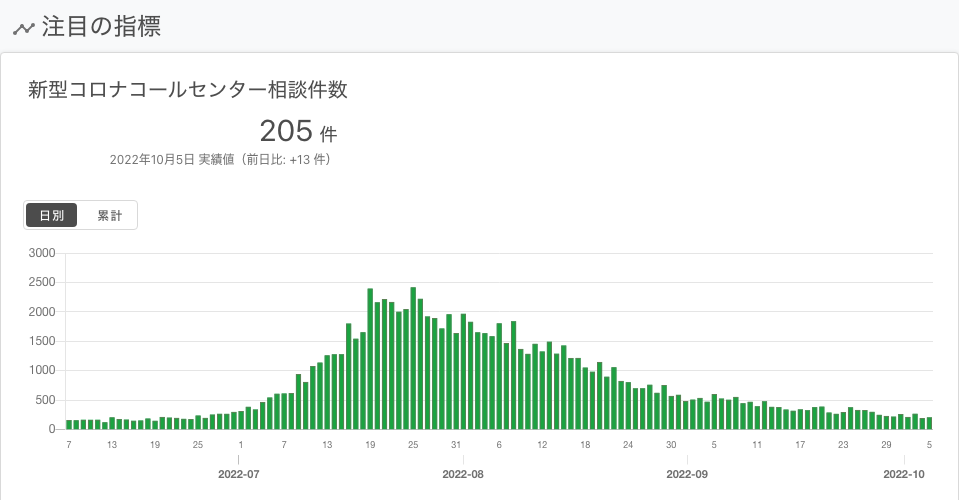 注目の指標
新型コロナコールセンター相談件数
205 件
2022年10月5日 実績値（前日比: +13 件）
日別 累計
3000
2500
2000
1500
1000
500
0
7 13 19 25 1 7 13 19 25 31 6 12 18 24 30 5 11 17 23 29 5
2022-07 2022-08 2022-09 2022-10